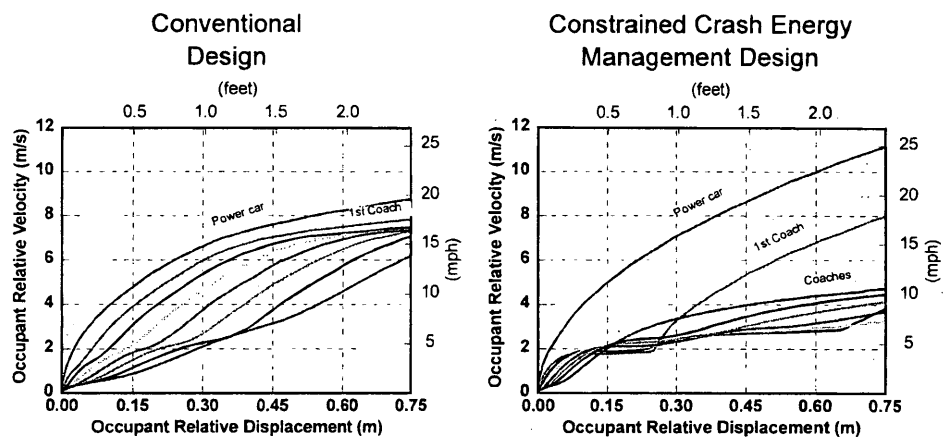 Conventional
Design
(feet)
0.5 1.0 1.5 2.0
Occupant Relative Velocity (m/s)
12
10
8
6
4
2
0
Power car
1st Coach
25
20
15
10
5
(mph)
0.00 0.15 0.30 0.45 0.60 0.75
Occupant Relative Displacement (m)
Constrained Crash Energy
Management Design
(feet)
0.5 1.0 1.5 2.0
Occupant Relative Velocity (m/s)
12
10
8
6
4
2
0
Power car
1st Coach
Coaches
25
20
15
10
5
(mph)
0.00 0.15 0.30 0.45 0.60 0.75
Occupant Relative Displacement (m)